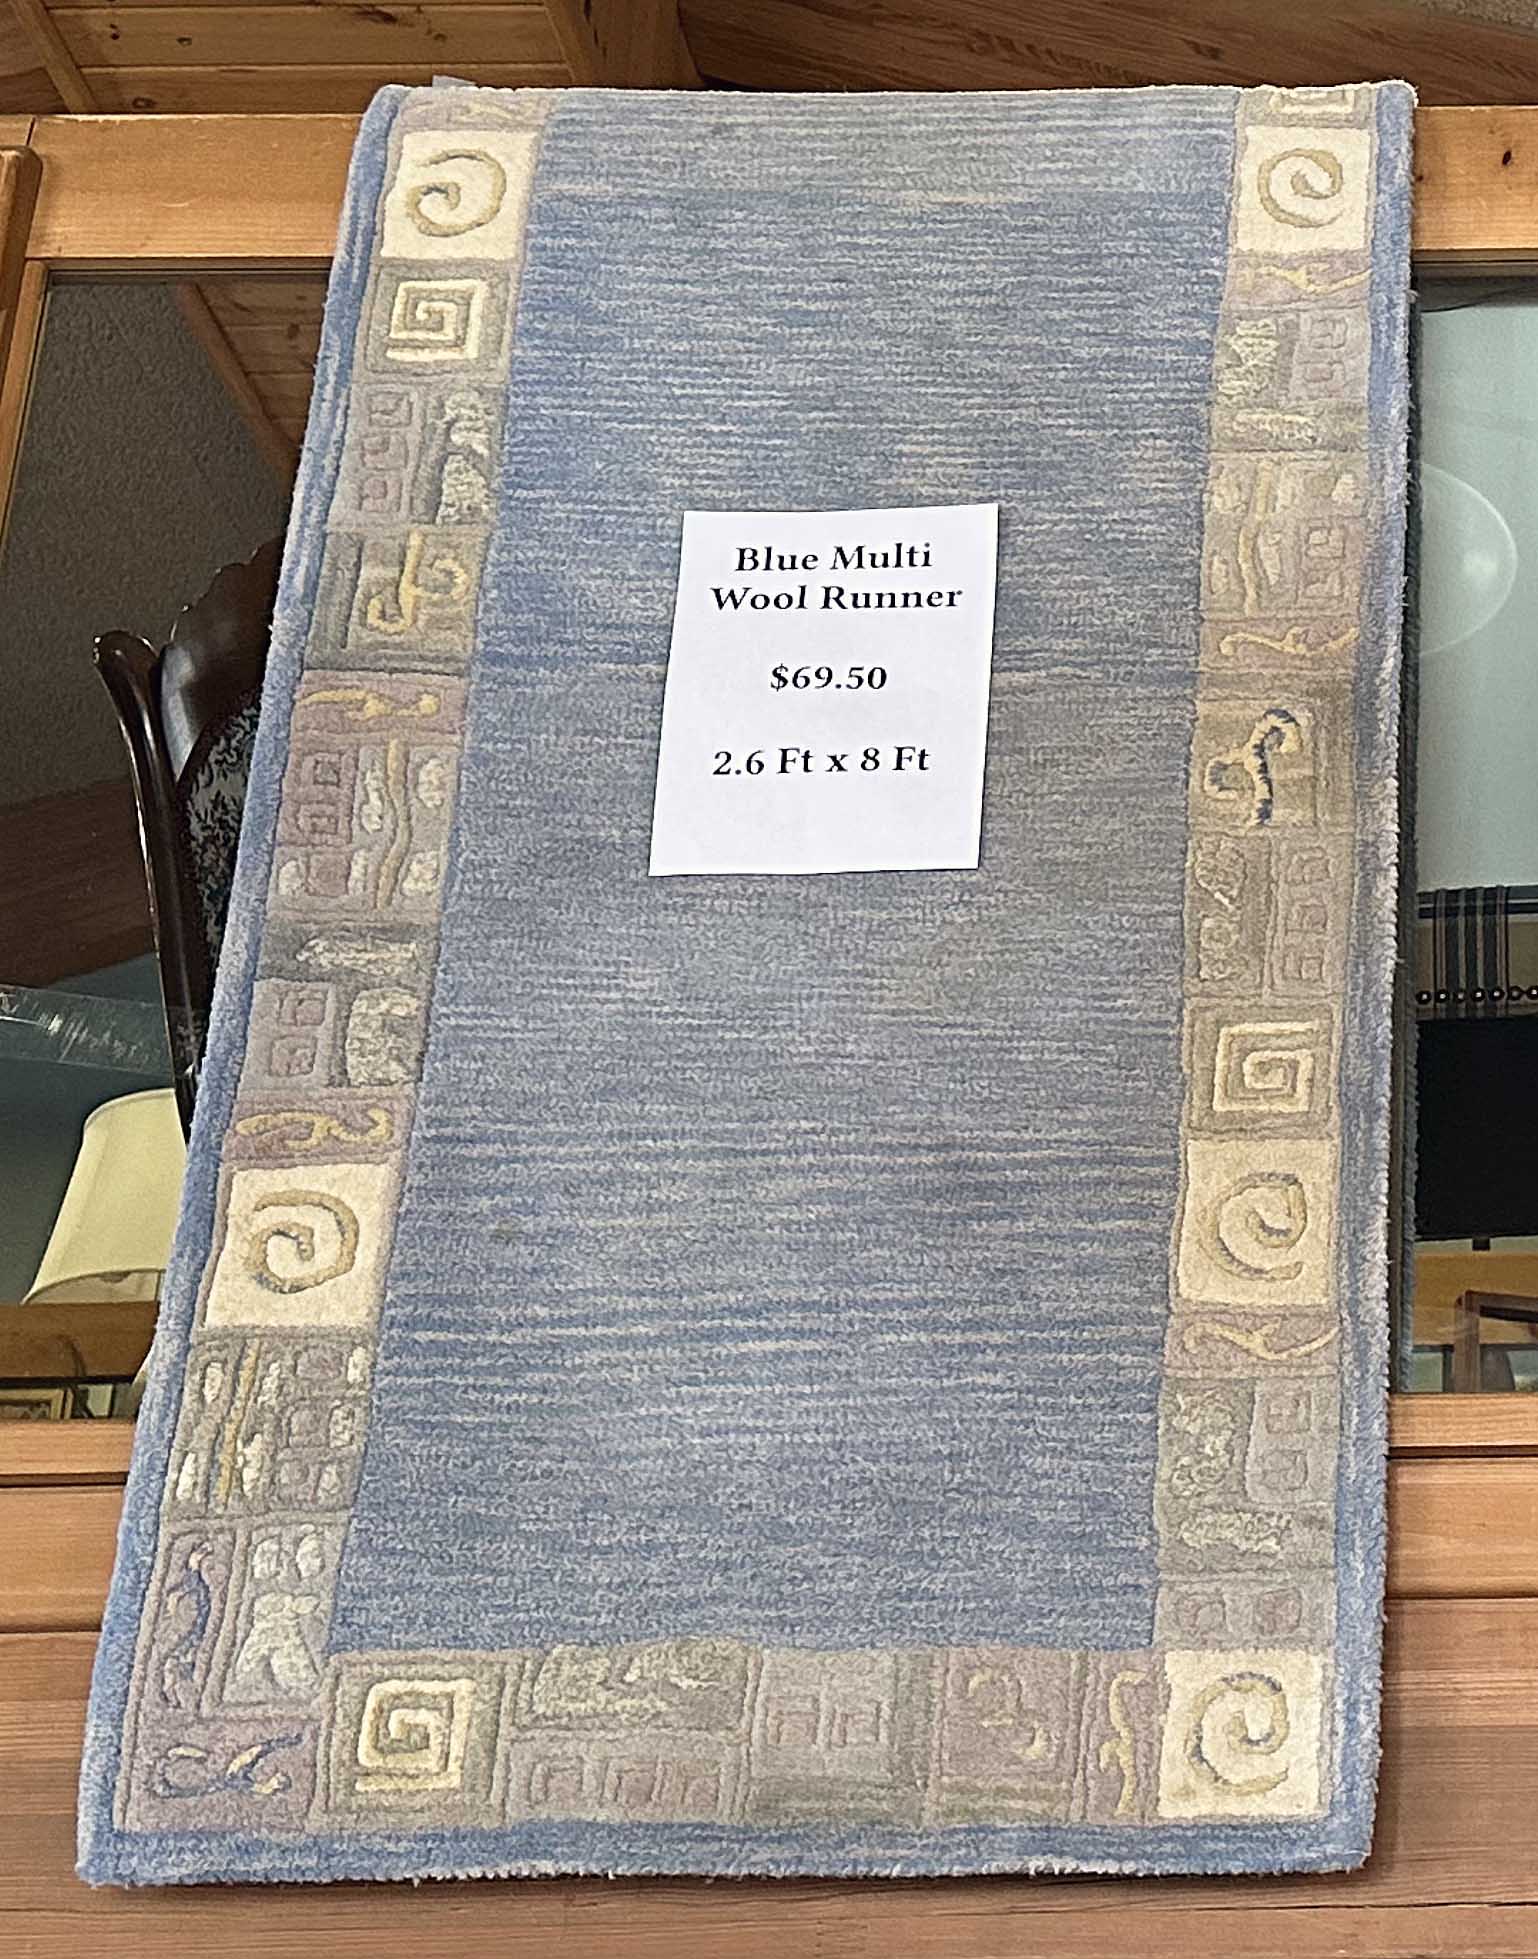 Blue Multi
Wool Runner
$69.50
2.6 Ft x 8 Ft